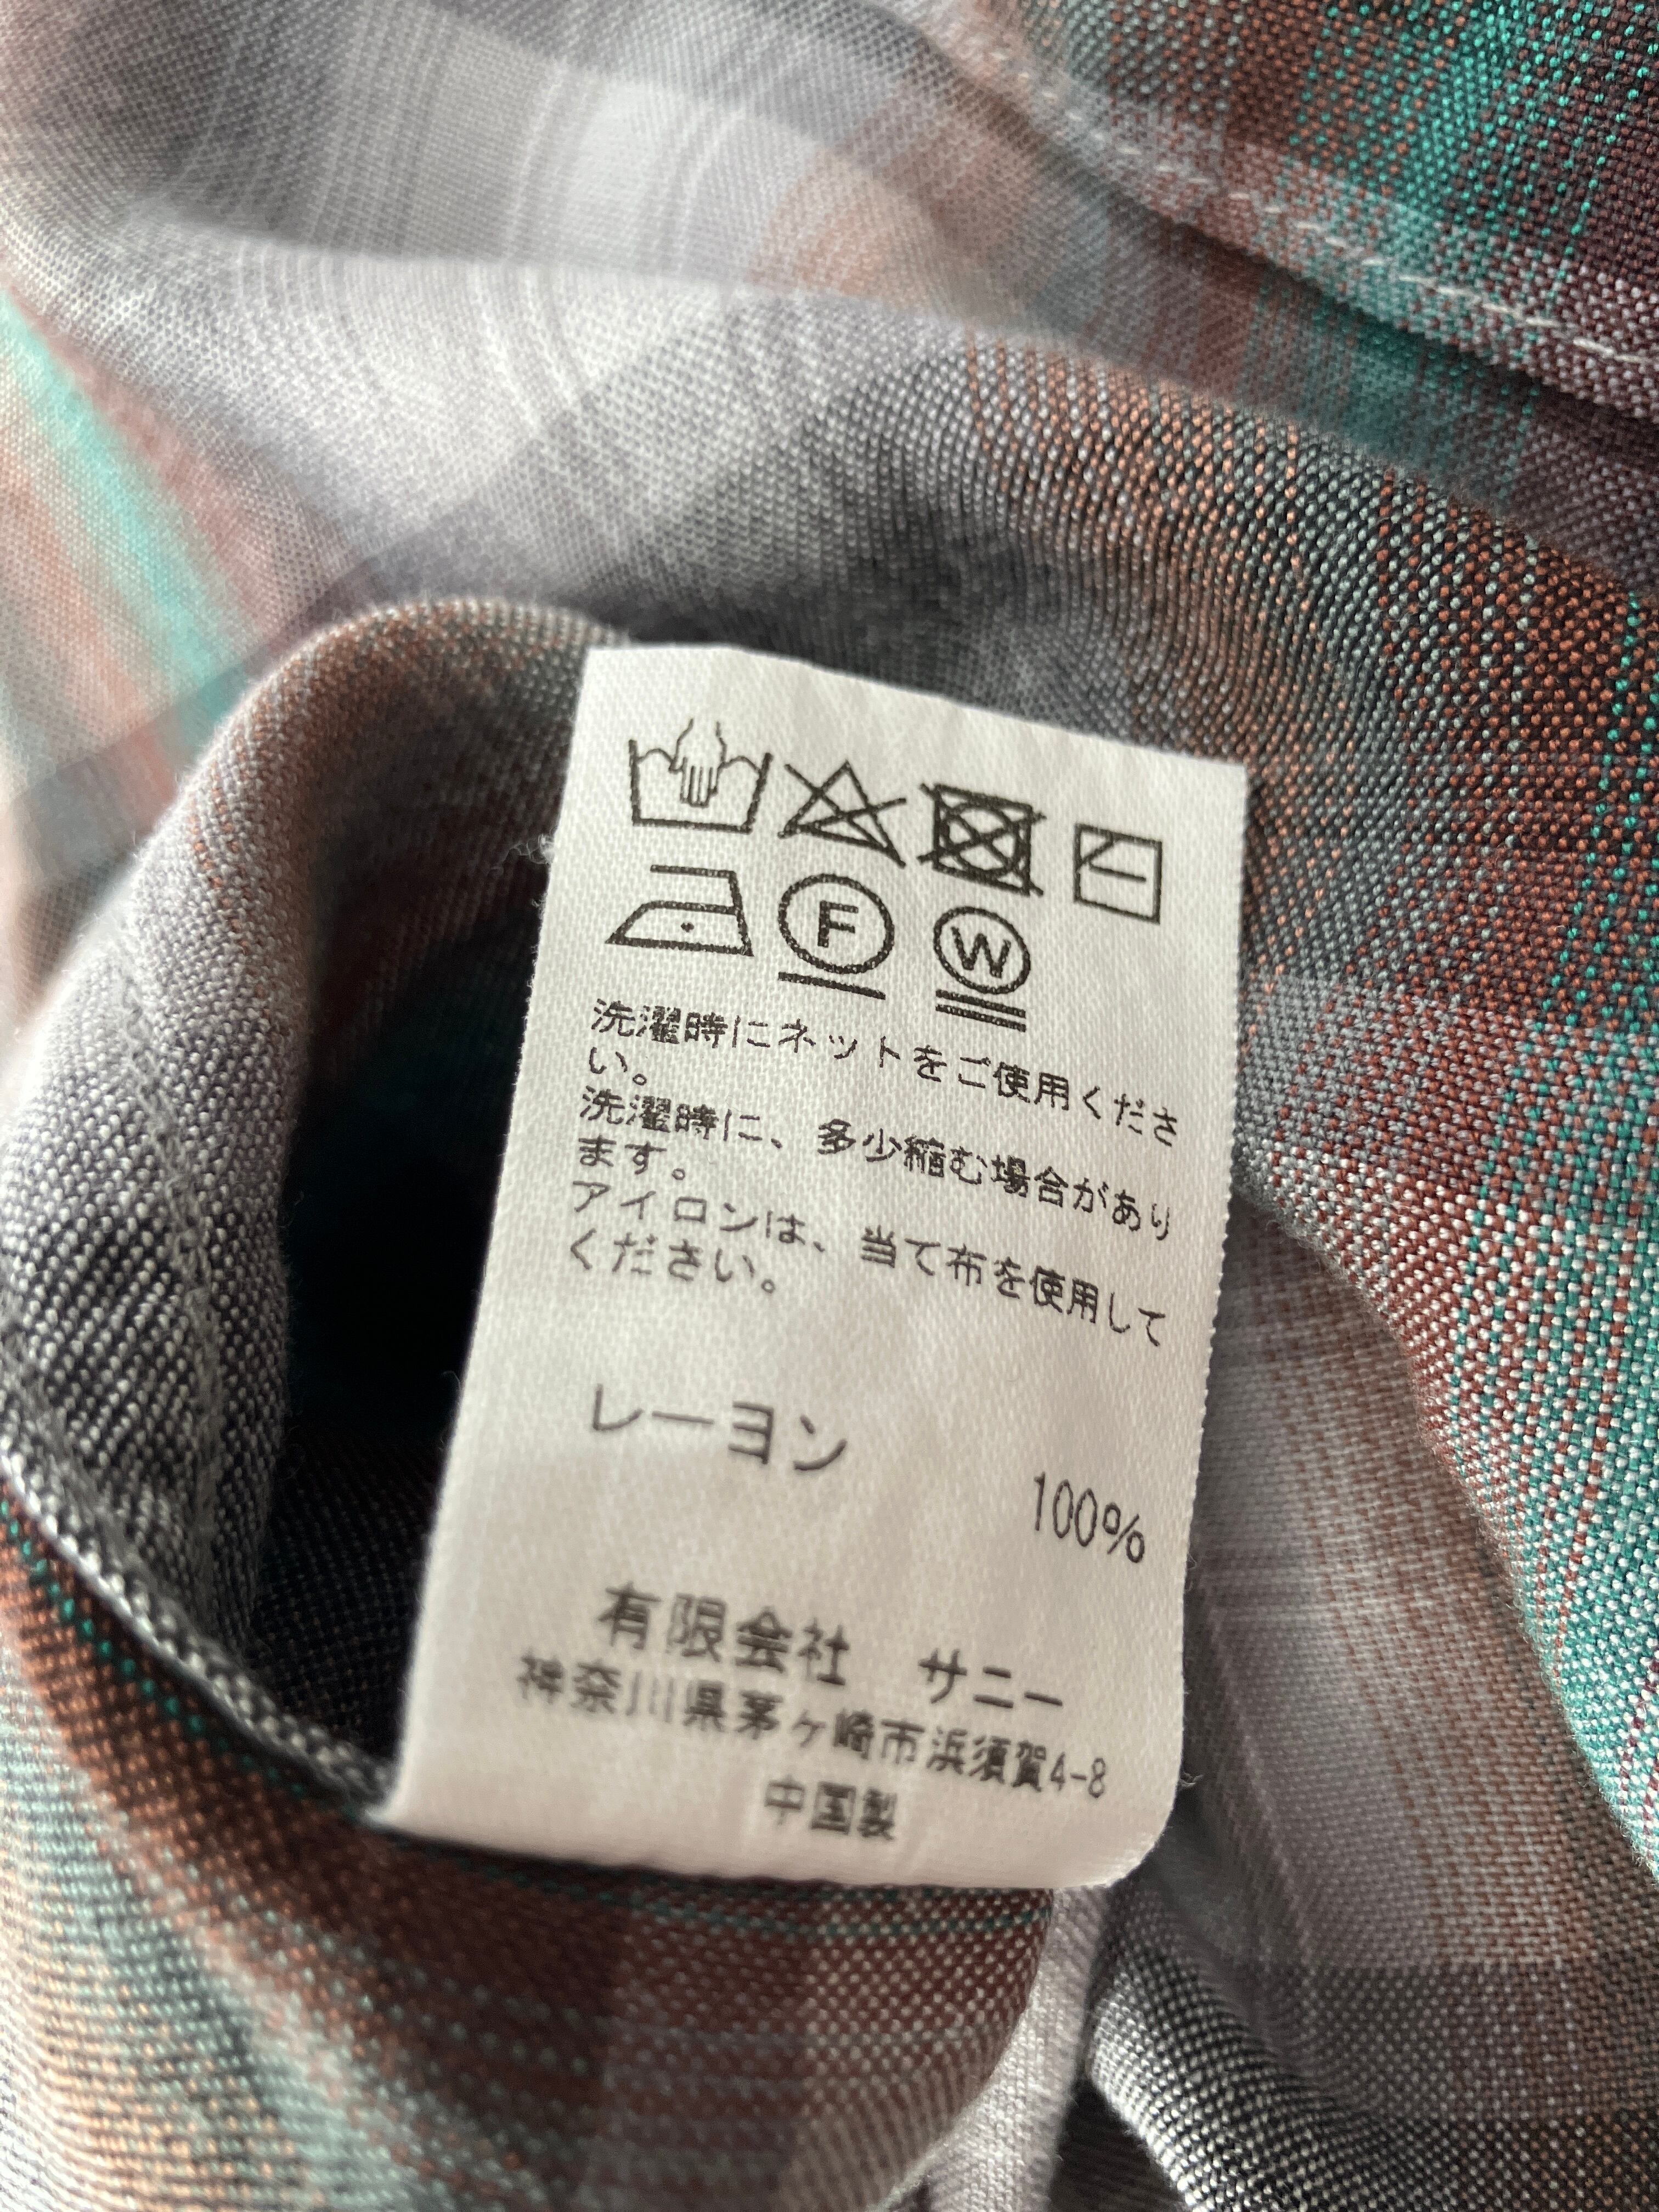 F W
洗濯時にネットをご使用くださ
い。
洗濯時に、多少縮む場合があり
ます。
アイロンは、当て布を使用して
ください。
レーヨン 100%
有限会社 サニー
神奈川県茅ヶ崎市浜須賀4-8
中国製